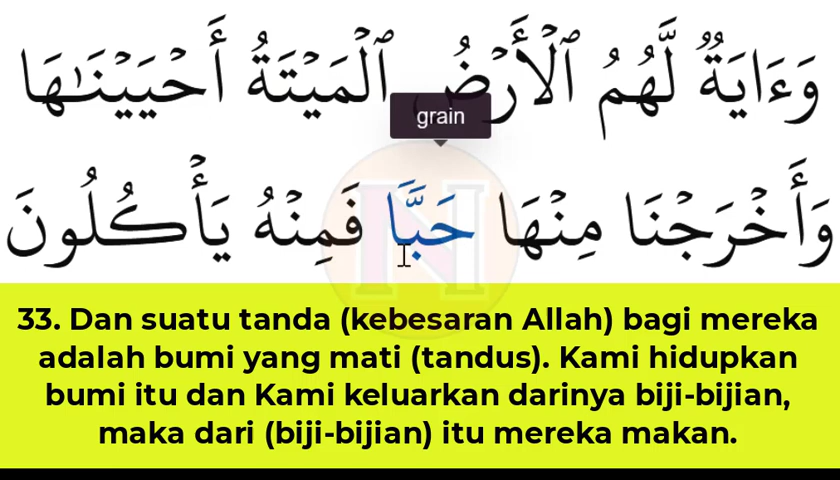 وَءَايَةٌ لَّهُمُ ٱلْأَرْضُ ٱلْمَيْتَةُ أَحْيَيْنَـٰهَا
grain
وَأَخْرَجْنَا مِنْهَا حَبًّا فَمِنْهُ يَأْكُلُونَ
33. Dan suatu tanda (kebesaran Allah) bagi mereka
adalah bumi yang mati (tandus). Kami hidupkan
bumi itu dan Kami keluarkan darinya biji-bijian,
maka dari (biji-bijian) itu mereka makan.